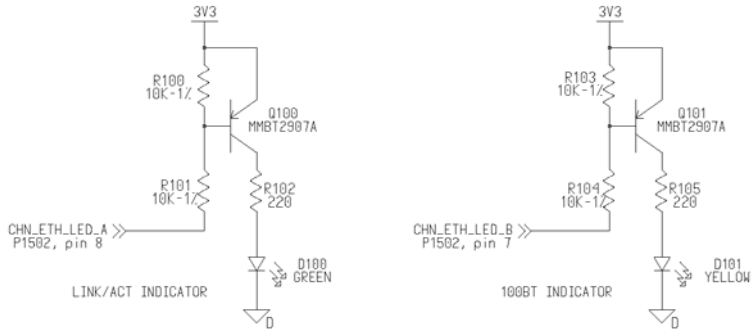 3V3
R100
10K-1%
Q100
MMBT2907A
R101
10K-1%
R102
220
CHN_ETH_LED_A
P1502, pin 8
D100
GREEN
LINK/ACT INDICATOR
D
3V3
R103
10K-1%
Q101
MMBT2907A
R104
10K-1%
R105
220
CHN_ETH_LED_B
P1502, pin 7
D101
YELLOW
100BT INDICATOR
D